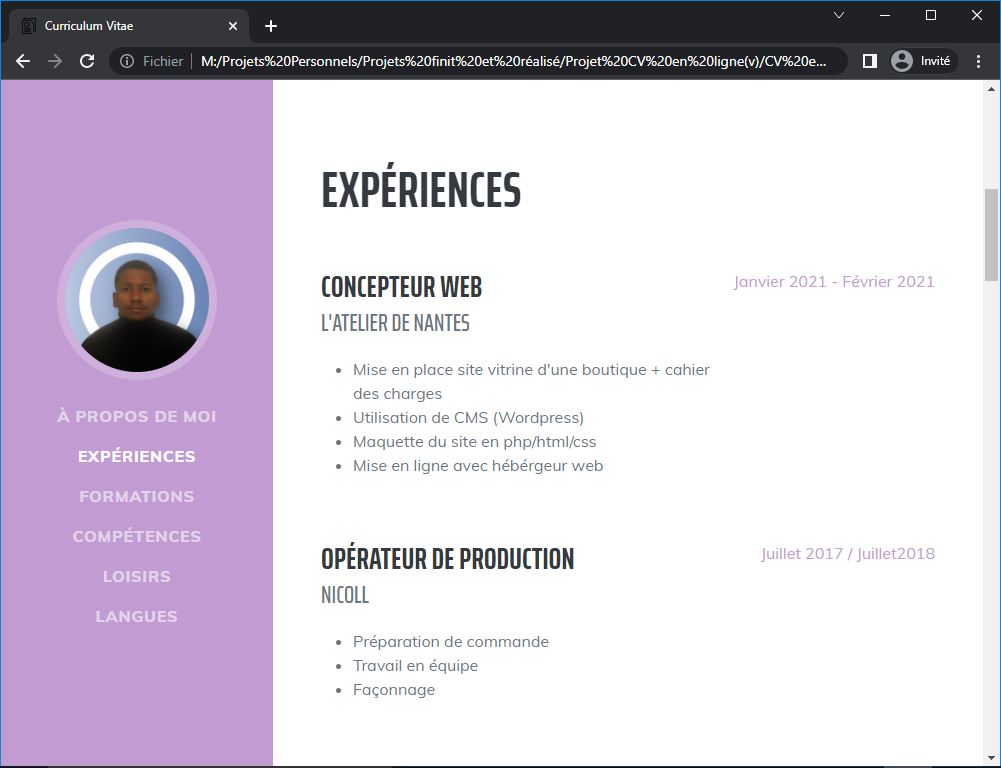 Curriculum Vitae
Fichier
M:/Projets%20Personnels/Projets%20finit%20et%20réalisé/Projet%20CV%20en%20ligne(v)/CV%20e...
Invité
À PROPOS DE MOI
EXPÉRIENCES
FORMATIONS
COMPÉTENCES
LOISIRS
LANGUES
EXPÉRIENCES
CONCEPTEUR WEB
Janvier 2021 - Février 2021
L'ATELIER DE NANTES
Mise en place site vitrine d'une boutique + cahier
des charges
Utilisation de CMS (Wordpress)
Maquette du site en php/html/css
Mise en ligne avec hébérgeur web
OPÉRATEUR DE PRODUCTION
Juillet 2017 / Juillet2018
NICOLL
Préparation de commande
Travail en équipe
Façonnage